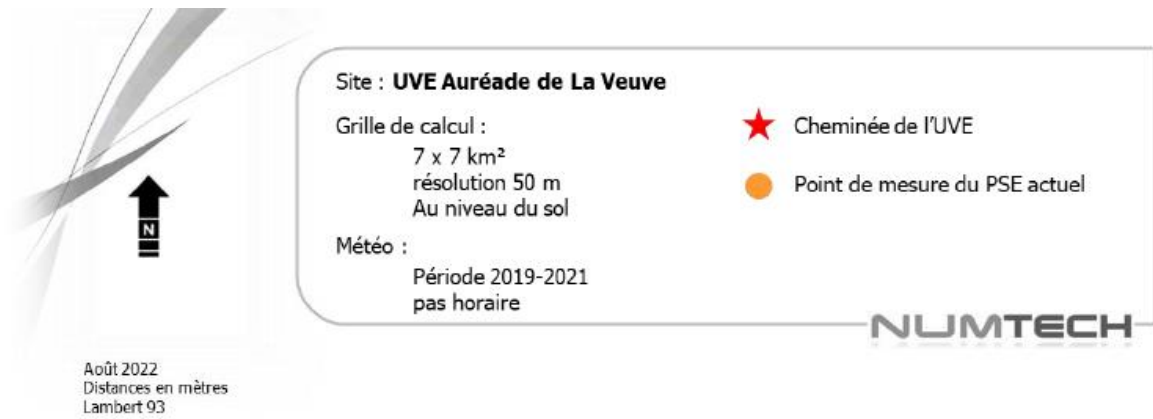 Site : UVE Auréade de La Veuve
Grille de calcul :
7 x 7 km²
résolution 50 m
Au niveau du sol
Météo :
Période 2019-2021
pas horaire
Cheminée de l'UVE
Point de mesure du PSE actuel
N
NUMTECH
Août 2022
Distances en mètres
Lambert 93